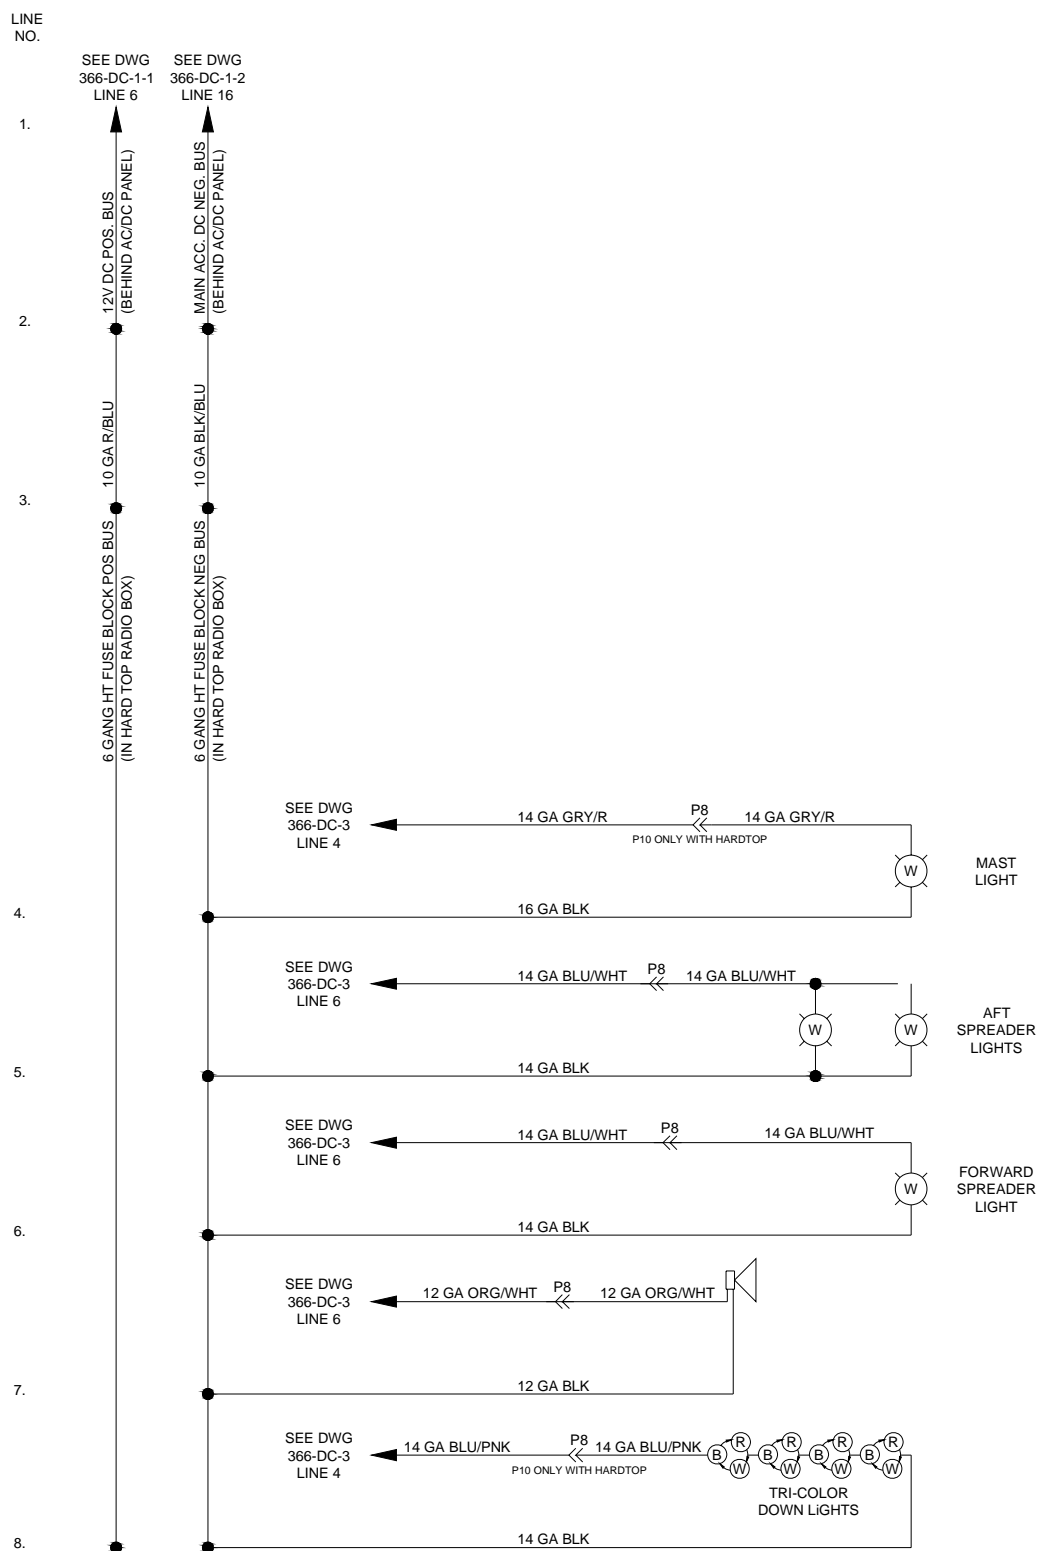 LINE
NO.
SEE DWG
366-DC-1-1
LINE 6
SEE DWG
366-DC-1-2
LINE 16
1.
12V DC POS. BUS
(BEHIND AC/DC PANEL)
MAIN ACC. DC NEG. BUS
(BEHIND AC/DC PANEL)
2.
10 GA R/BLU
10 GA BLK/BLU
3.
6 GANG HT FUSE BLOCK POS BUS
(IN HARD TOP RADIO BOX)
6 GANG HT FUSE BLOCK NEG BUS
(IN HARD TOP RADIO BOX)
SEE DWG
366-DC-3
LINE 4
14 GA GRY/R
P8
14 GA GRY/R
P10 ONLY WITH HARDTOP
W
MAST
LIGHT
4.
16 GA BLK
SEE DWG
366-DC-3
LINE 6
14 GA BLU/WHT
P8
14 GA BLU/WHT
W
W
AFT
SPREADER
LIGHTS
5.
14 GA BLK
SEE DWG
366-DC-3
LINE 6
14 GA BLU/WHT
P8
14 GA BLU/WHT
W
FORWARD
SPREADER
LIGHT
6.
14 GA BLK
SEE DWG
366-DC-3
LINE 6
12 GA ORG/WHT
P8
12 GA ORG/WHT
7.
12 GA BLK
SEE DWG
366-DC-3
LINE 4
14 GA BLU/PNK
P8
14 GA BLU/PNK
P10 ONLY WITH HARDTOP
B R W
B R W
B R W
B R W
TRI-COLOR
DOWN LiGHTS
8.
14 GA BLK